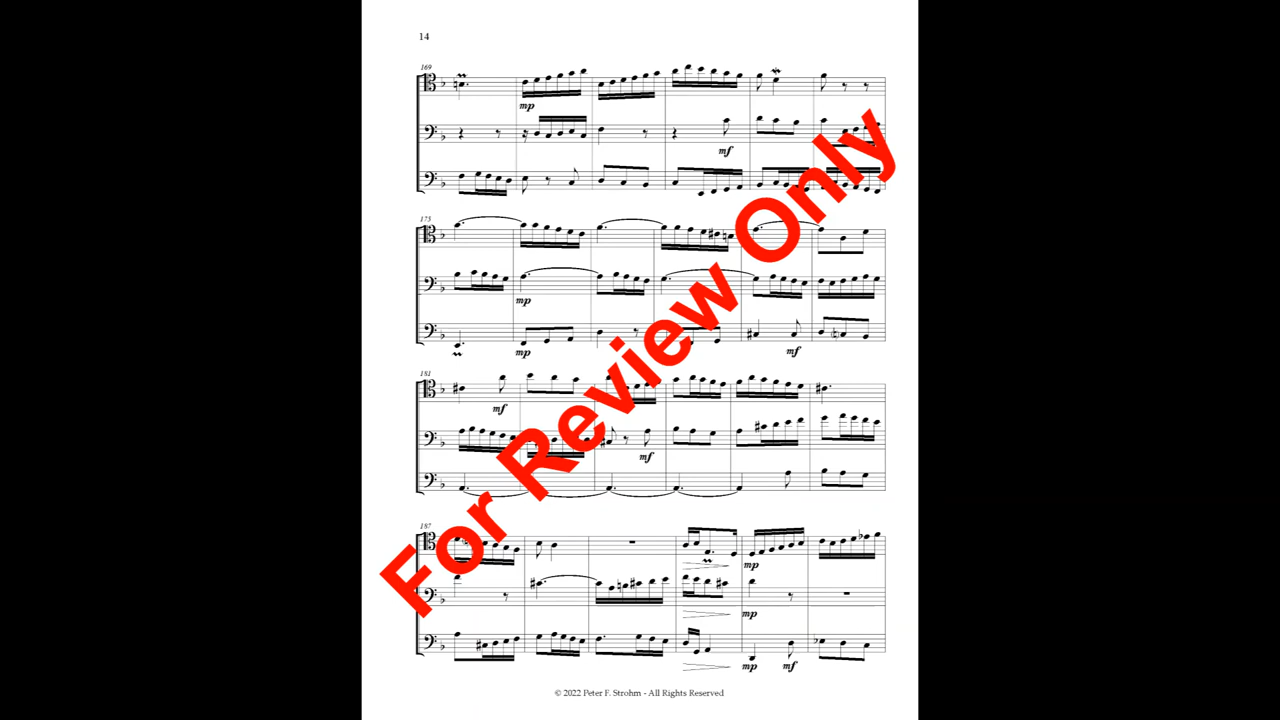 14
169
mp
mf
175
mp
mp
mf
181
mf
mf
187
mp
mp
mp mf
For Review Only
© 2022 Peter F. Strohm - All Rights Reserved